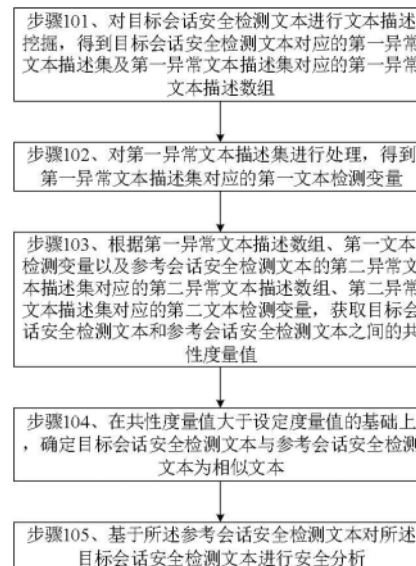 步骤101、对目标会话安全检测文本进行文本描述
挖掘，得到目标会话安全检测文本对应的第一异常
文本描述集及第一异常文本描述集对应的第一异常
文本描述数组
步骤102、对第一异常文本描述集进行处理，得到
第一异常文本描述集对应的第一文本检测变量
步骤103、根据第一异常文本描述数组、第一文本
检测变量以及参考会话安全检测文本的第二异常文
本描述集对应的第二异常文本描述数组、第二异常
文本描述集对应的第二文本检测变量，获取目标会
话安全检测文本和参考会话安全检测文本之间的共
性度量值
步骤104、在共性度量值大于设定度量值的基础上
，确定目标会话安全检测文本与参考会话安全检测
文本为相似文本
步骤105、基于所述参考会话安全检测文本对所述
目标会话安全检测文本进行安全分析